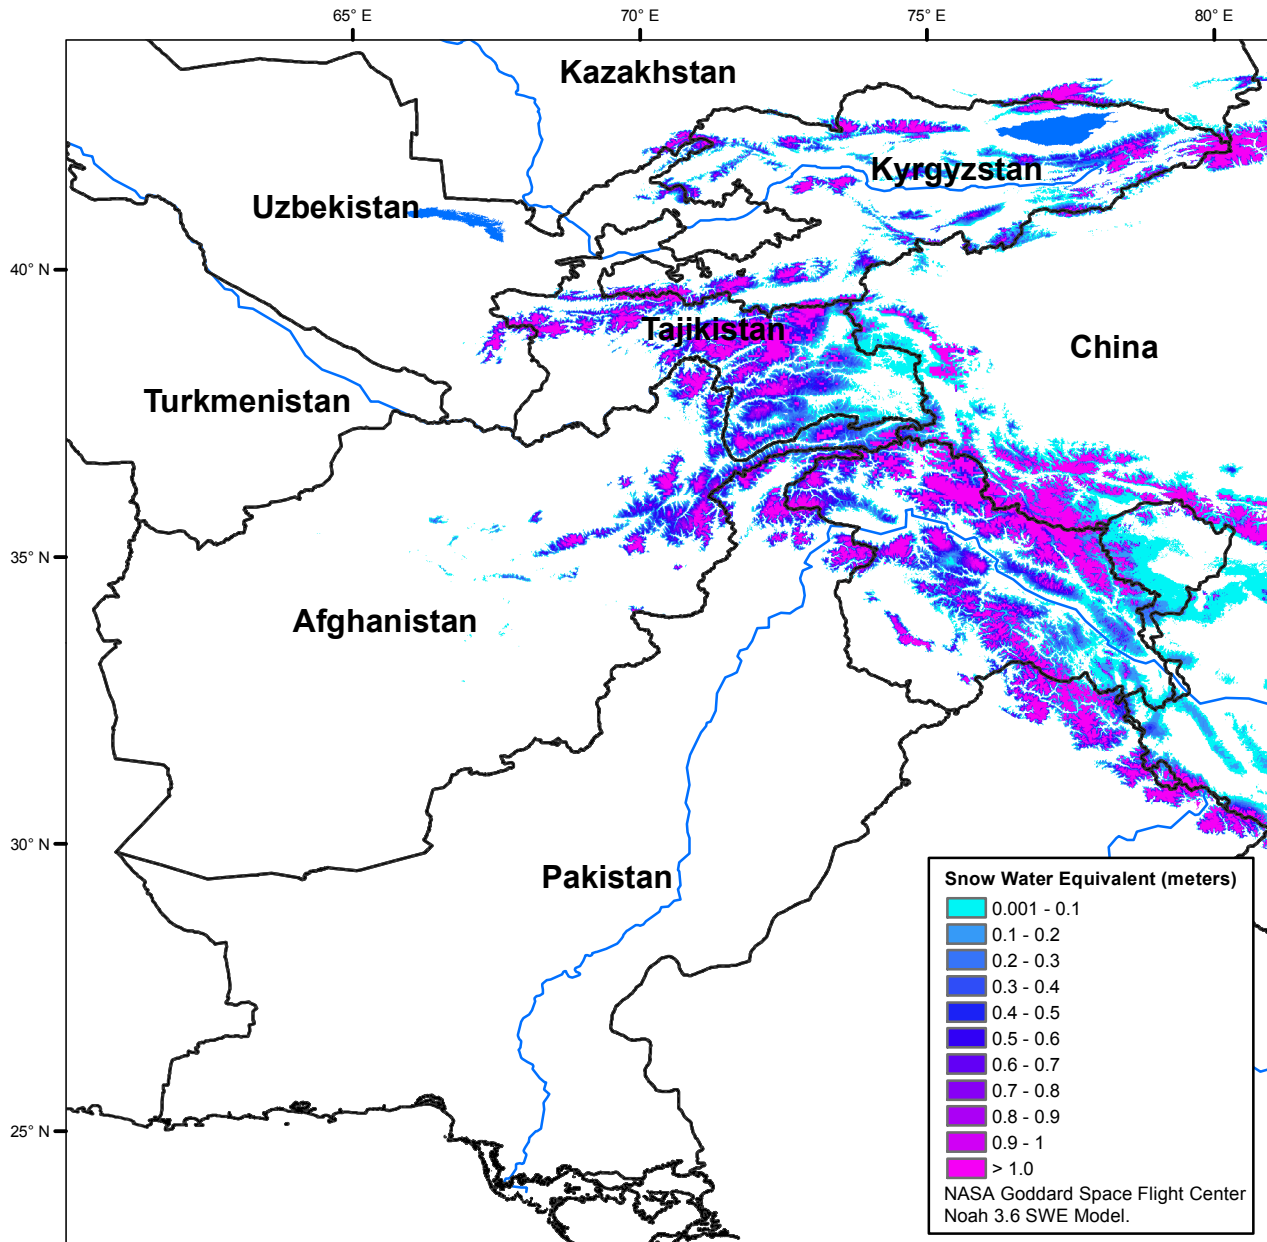 65° E
70° E
75° E
80° E
Kazakhstan
Kyrgyzstan
Uzbekistan
40° N
Tajikistan
China
Turkmenistan
35° N
Afghanistan
30° N
Pakistan
25° N
Snow Water Equivalent (meters)
0.001 - 0.1
0.1 - 0.2
0.2 - 0.3
0.3 - 0.4
0.4 - 0.5
0.5 - 0.6
0.6 - 0.7
0.7 - 0.8
0.8 - 0.9
0.9 - 1
> 1.0
NASA Goddard Space Flight Center
Noah 3.6 SWE Model.